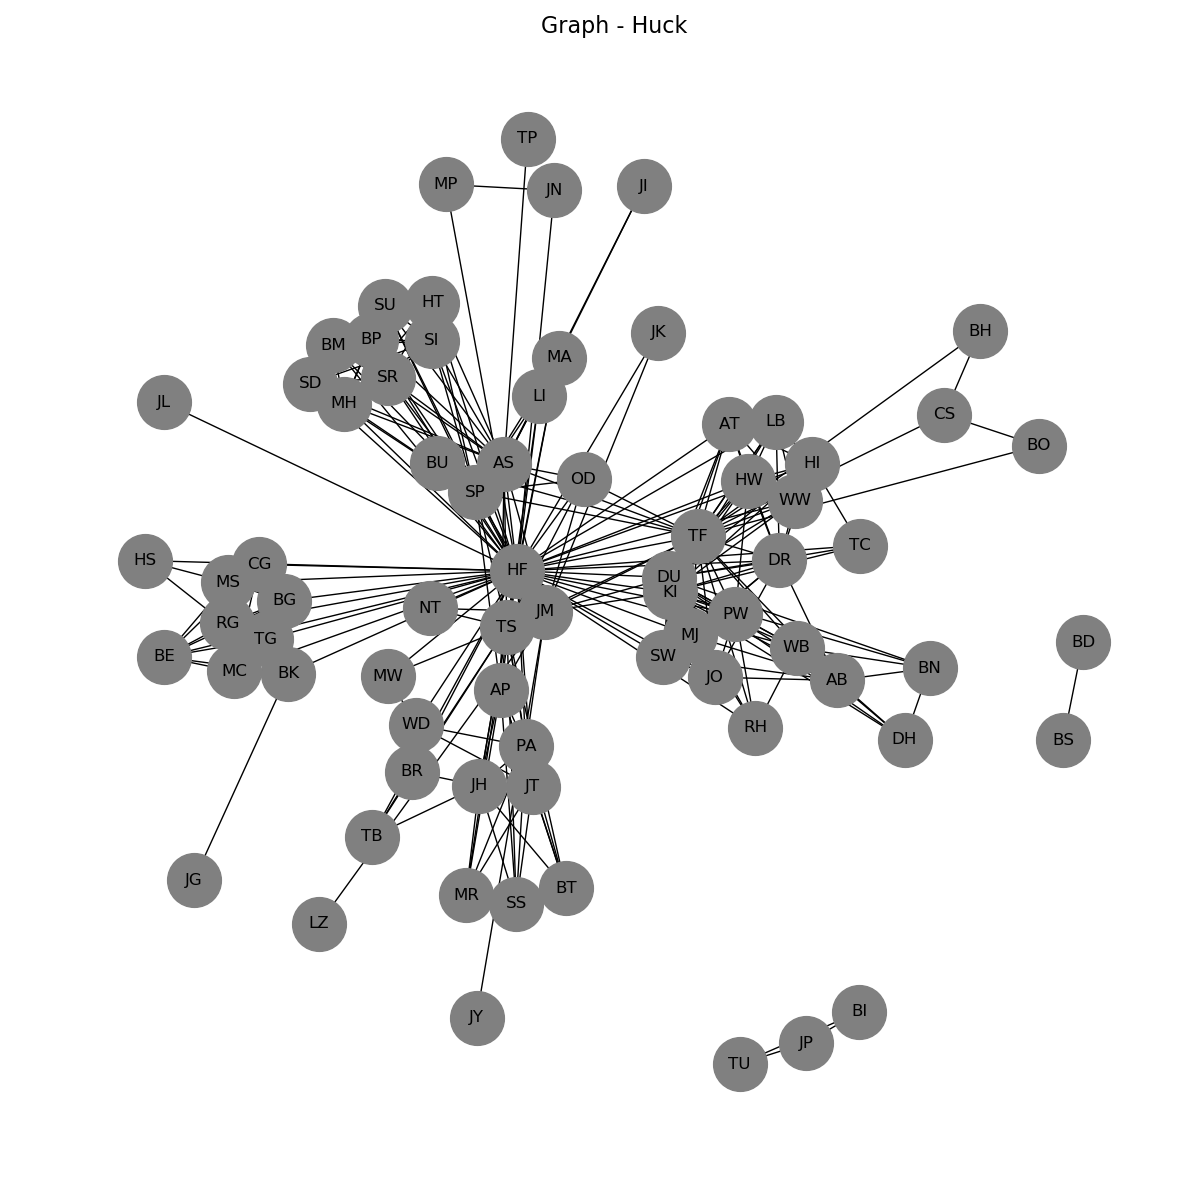 Graph - Huck
TP
MP
JN
JI
SU
HT
BM
BP
SI
JK
BH
MA
SD
SR
MH
LI
JL
CS
AT
LB
BO
BU
AS
HI
SP
OD
HW
WW
TF
TC
HS
CG
HF
DR
MS
DU
KI
BG
NT
JM
PW
RG
TG
TS
MJ
BD
BE
SW
WB
MC
BK
MW
JO
AB
BN
AP
WD
RH
PA
DH
BS
BR
JH
JT
TB
JG
MR
SS
BT
LZ
JY
BI
JP
TU